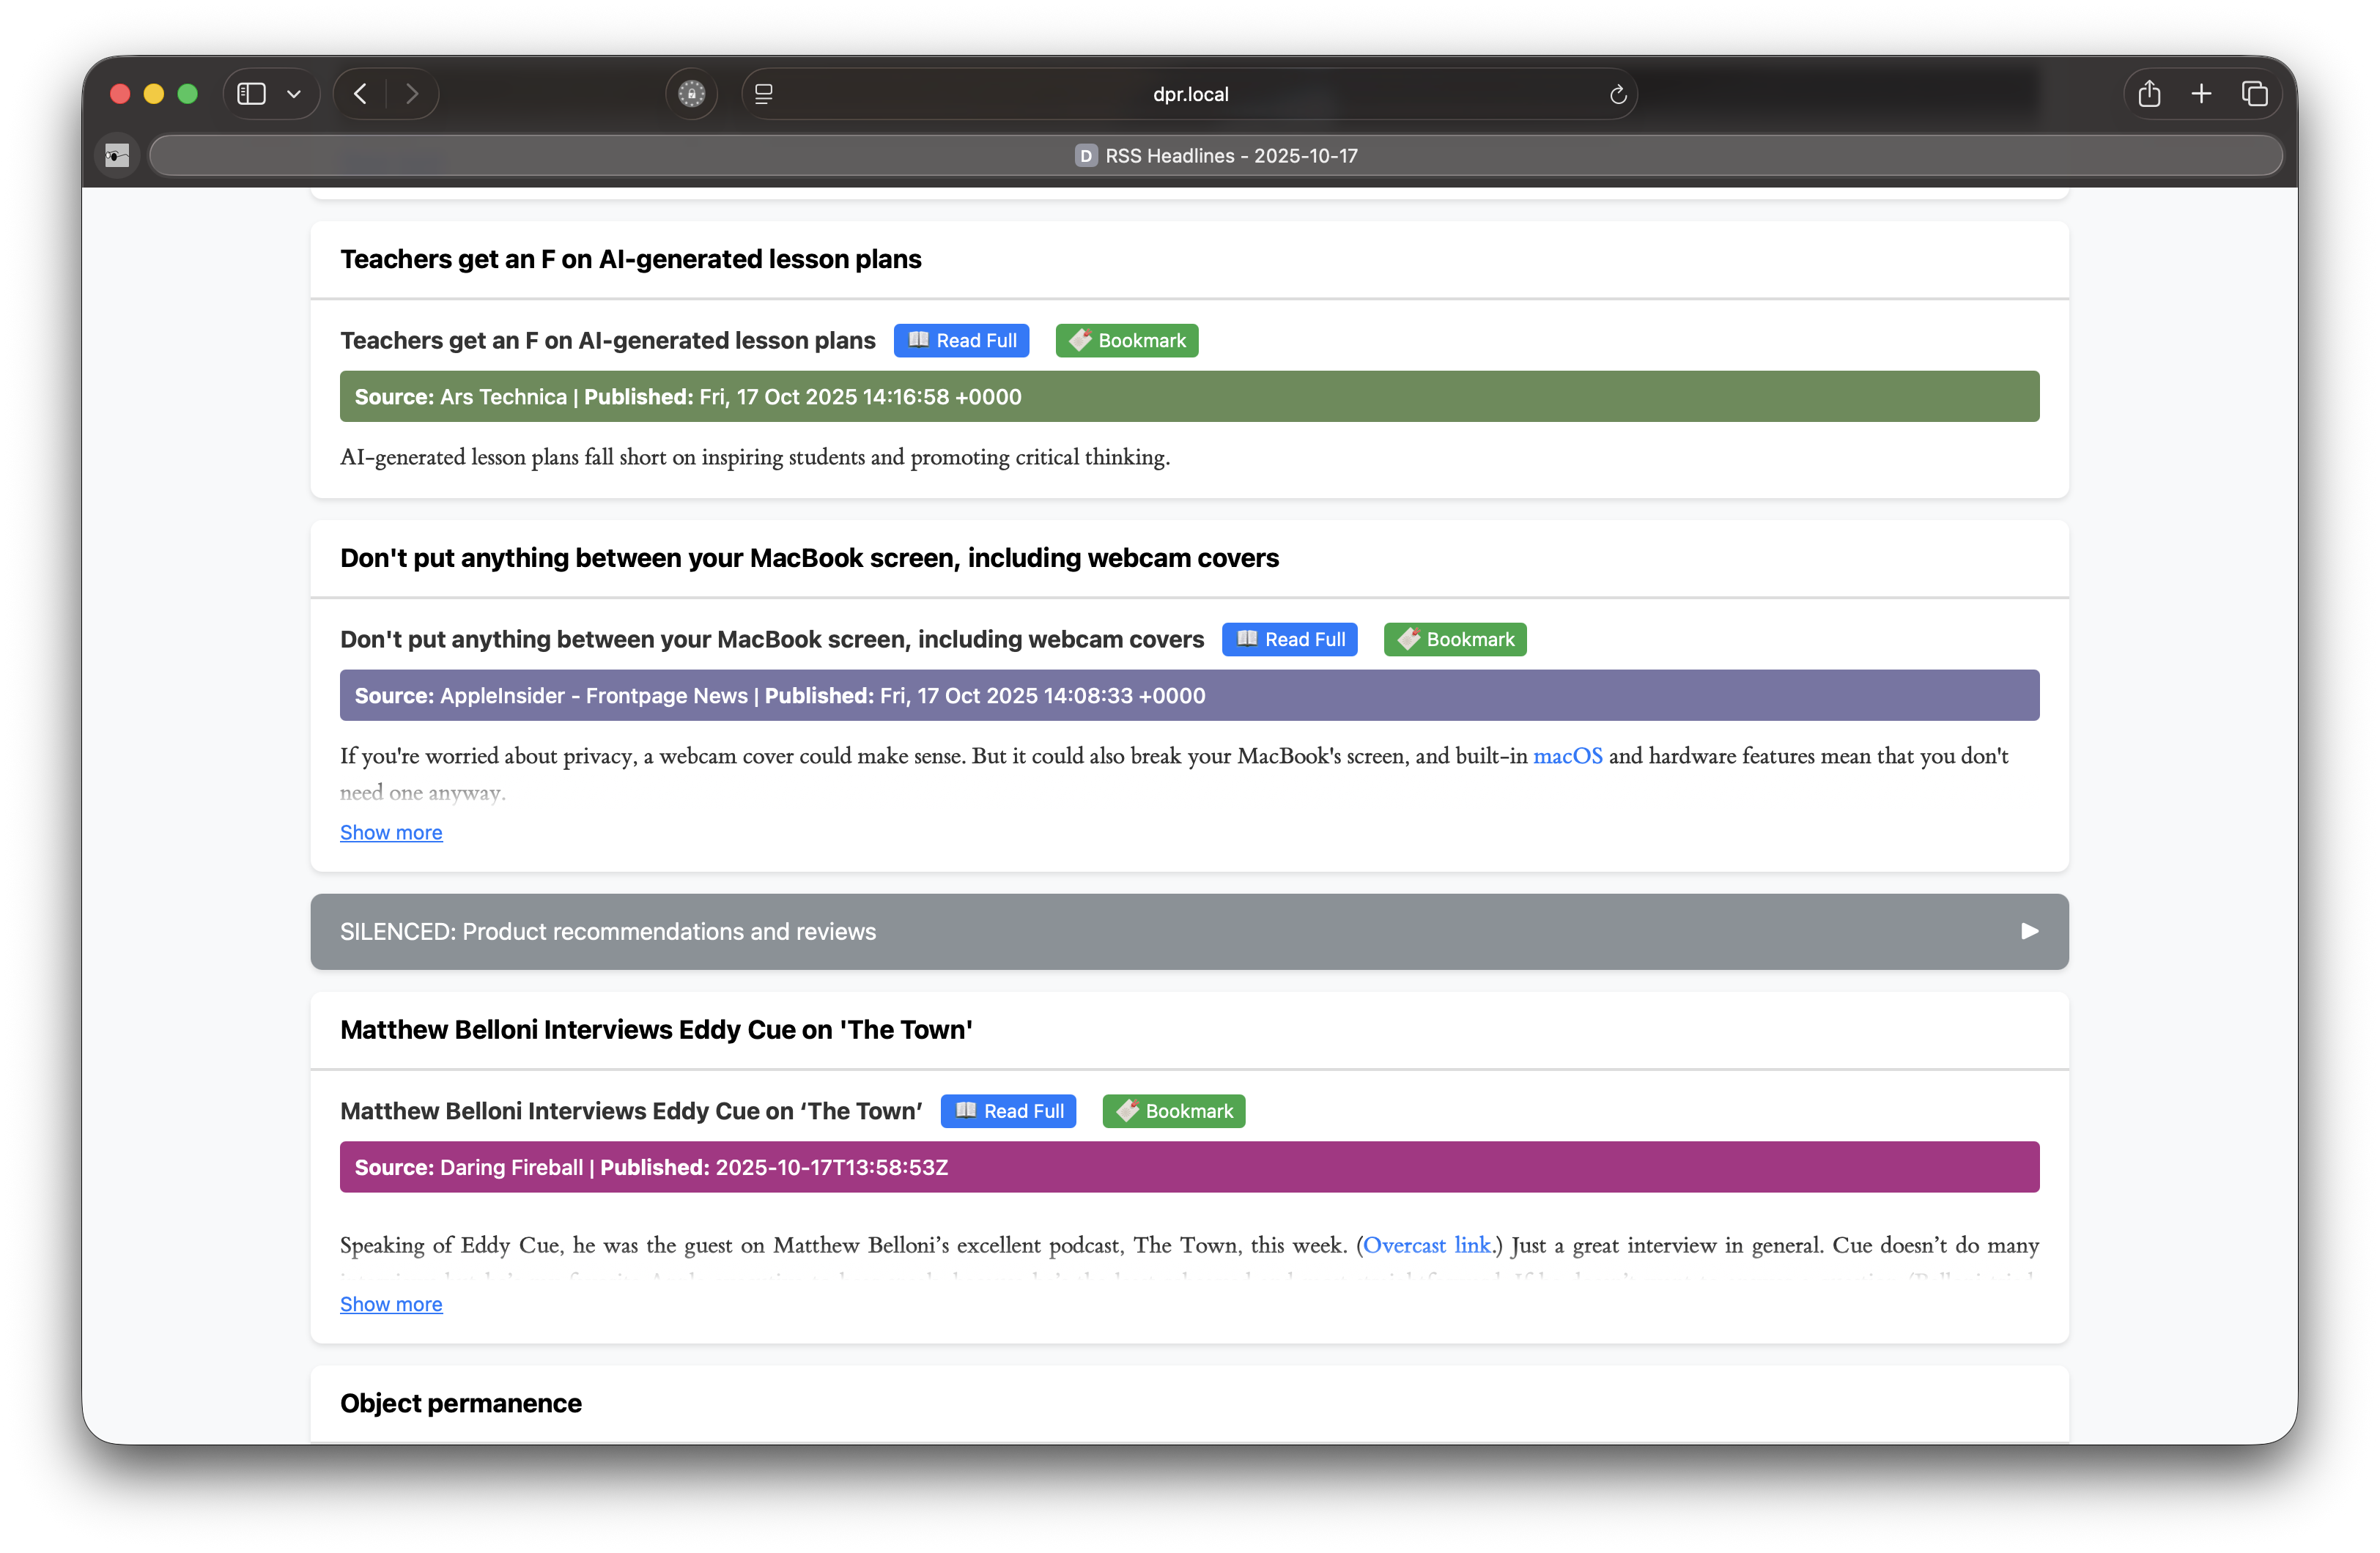 dpr.local
D RSS Headlines - 2025-10-17
Teachers get an F on AI-generated lesson plans
Teachers get an F on AI-generated lesson plans Read Full Bookmark
Source: Ars Technica | Published: Fri, 17 Oct 2025 14:16:58 +0000
AI-generated lesson plans fall short on inspiring students and promoting critical thinking.
Don't put anything between your MacBook screen, including webcam covers
Don't put anything between your MacBook screen, including webcam covers Read Full Bookmark
Source: AppleInsider - Frontpage News | Published: Fri, 17 Oct 2025 14:08:33 +0000
If you're worried about privacy, a webcam cover could make sense. But it could also break your MacBook's screen, and built-in macOS and hardware features mean that you don't
need one anyway.
Show more
SILENCED: Product recommendations and reviews
Matthew Belloni Interviews Eddy Cue on 'The Town'
Matthew Belloni Interviews Eddy Cue on ‘The Town’ Read Full Bookmark
Source: Daring Fireball | Published: 2025-10-17T13:58:53Z
Speaking of Eddy Cue, he was the guest on Matthew Belloni’s excellent podcast, The Town, this week. (Overcast link.) Just a great interview in general. Cue doesn’t do many
Show more
Object permanence